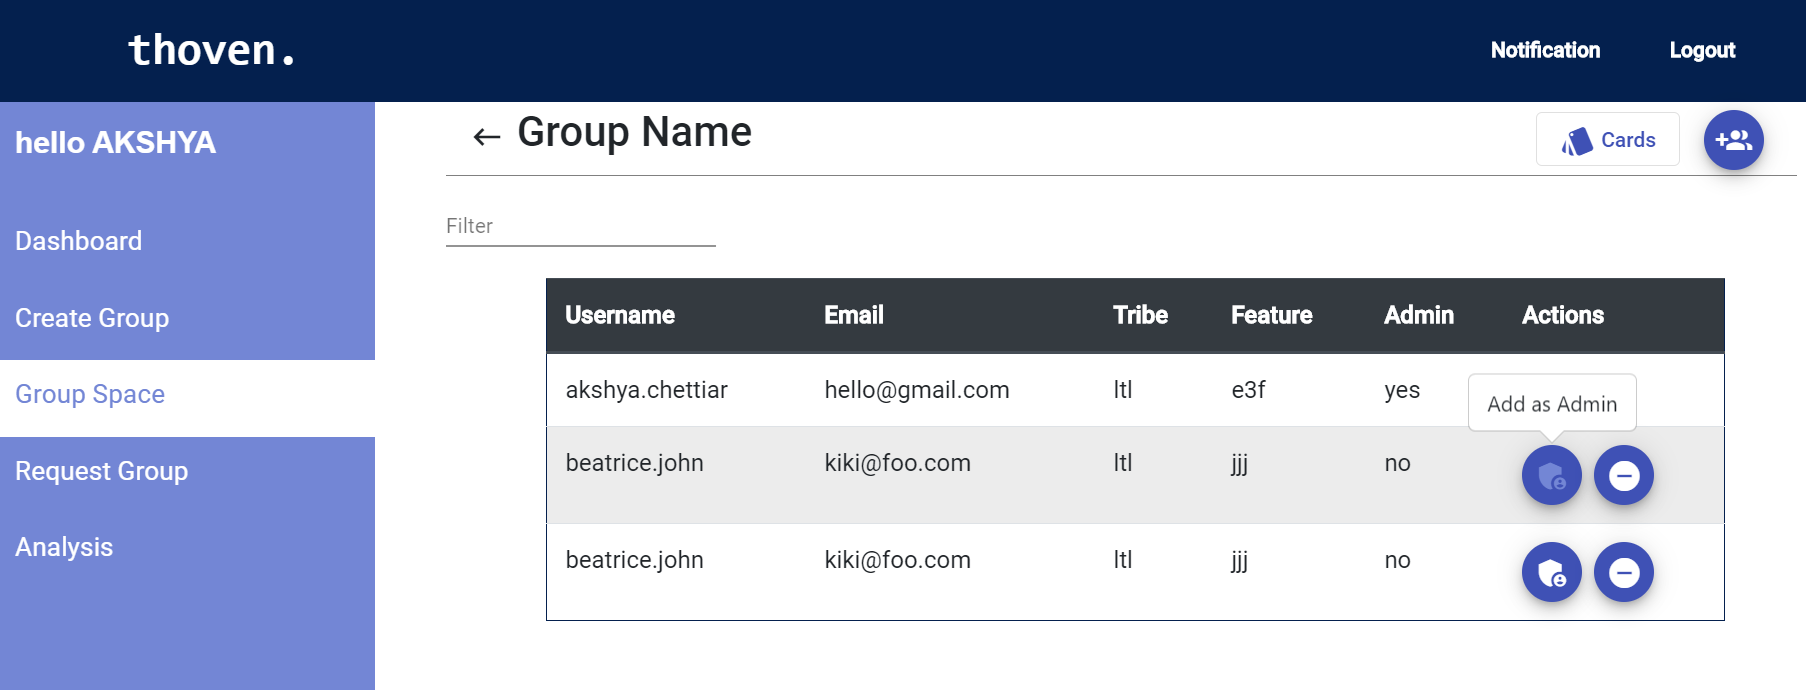 thoven.
Notification Logout
hello AKSHYA
Dashboard
Create Group
Group Space
Request Group
Analysis
Group Name
Cards
Filter
Username Email Tribe Feature Admin Actions
akshya.chettiar hello@gmail.com ltl e3f yes
Add as Admin
beatrice.john kiki@foo.com ltl jjj no
beatrice.john kiki@foo.com ltl jjj no